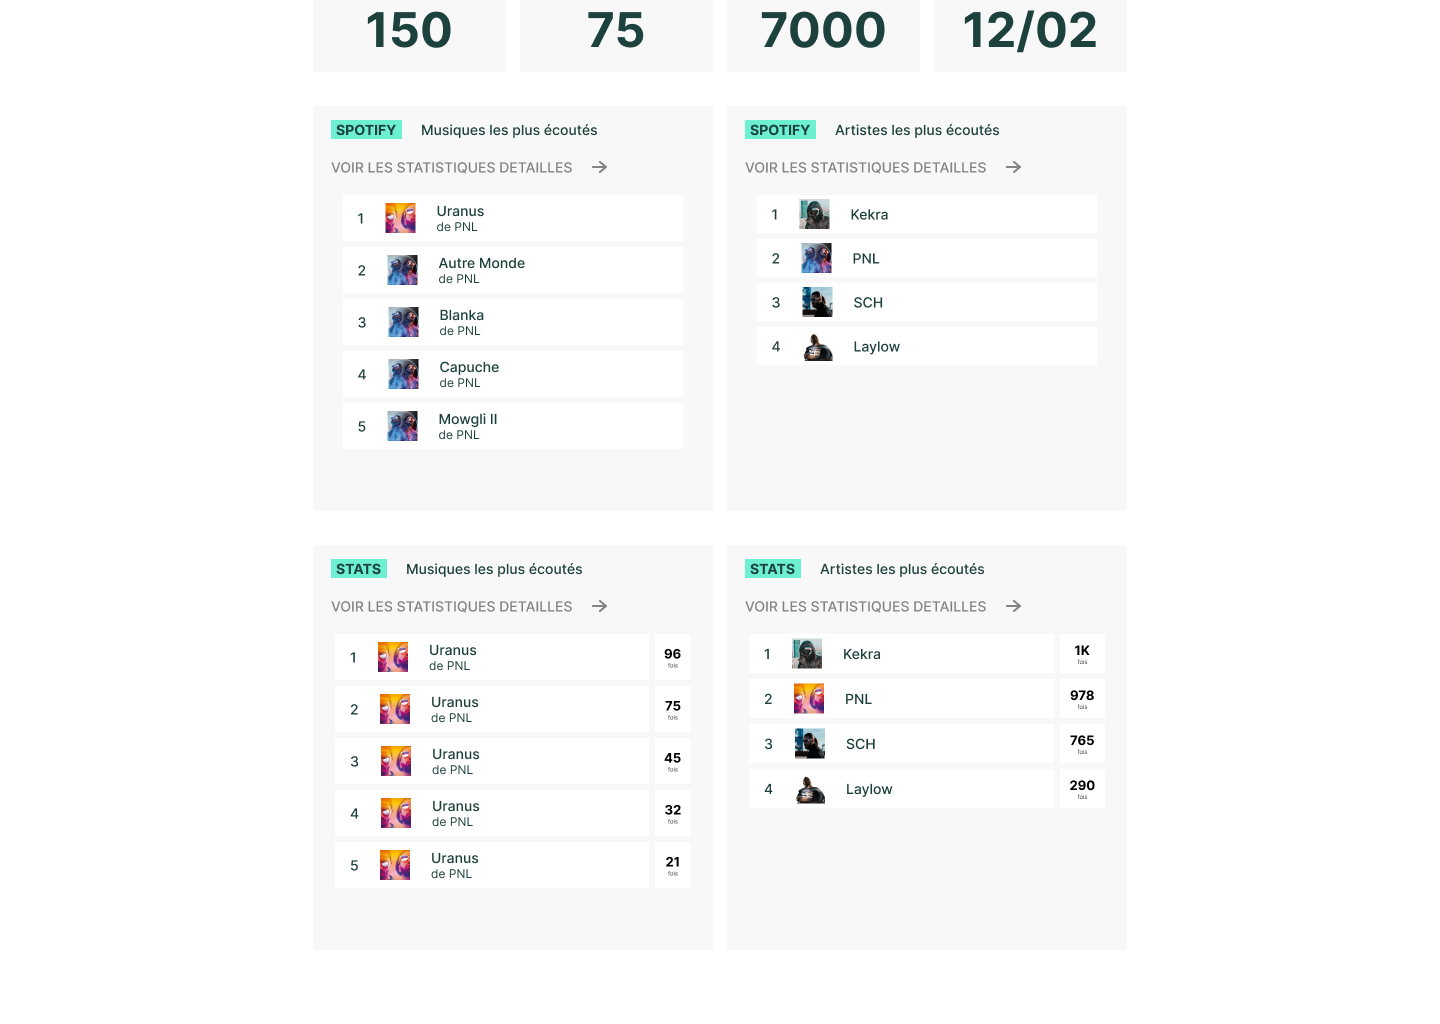 150
75
7000
12/02
SPOTIFY Musiques les plus écoutés
VOIR LES STATISTIQUES DETAILLES
1 Uranus
de PNL
2 Autre Monde
de PNL
3 Blanka
de PNL
4 Capuche
de PNL
5 Mowgli II
de PNL
SPOTIFY Artistes les plus écoutés
VOIR LES STATISTIQUES DETAILLES
1 Kekra
2 PNL
3 SCH
4 Laylow
STATS Musiques les plus écoutés
VOIR LES STATISTIQUES DETAILLES
1 Uranus
de PNL
96
fois
2 Uranus
de PNL
75
fois
3 Uranus
de PNL
45
fois
4 Uranus
de PNL
32
fois
5 Uranus
de PNL
21
fois
STATS Artistes les plus écoutés
VOIR LES STATISTIQUES DETAILLES
1 Kekra
1K
fois
2 PNL
978
fois
3 SCH
765
fois
4 Laylow
290
fois